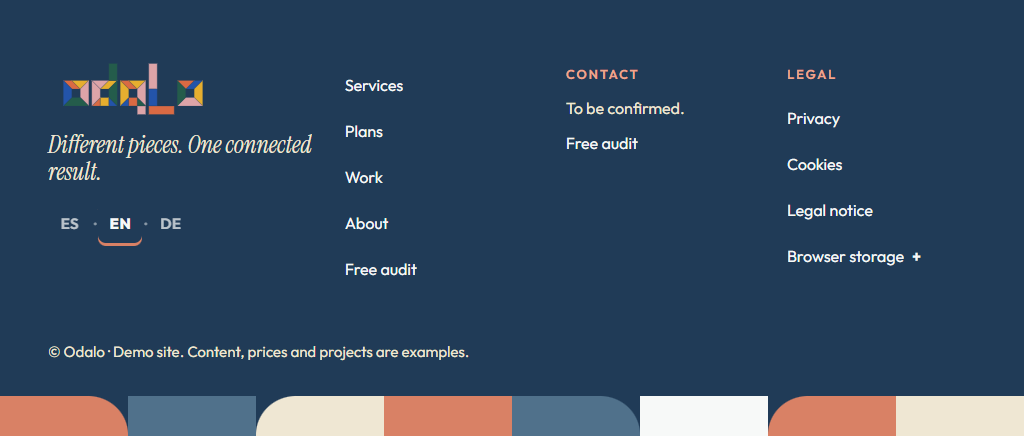 odalo
Different pieces. One connected
result.
ES · EN · DE
Services
Plans
Work
About
Free audit
CONTACT
To be confirmed.
Free audit
LEGAL
Privacy
Cookies
Legal notice
Browser storage +
© Odalo · Demo site. Content, prices and projects are examples.